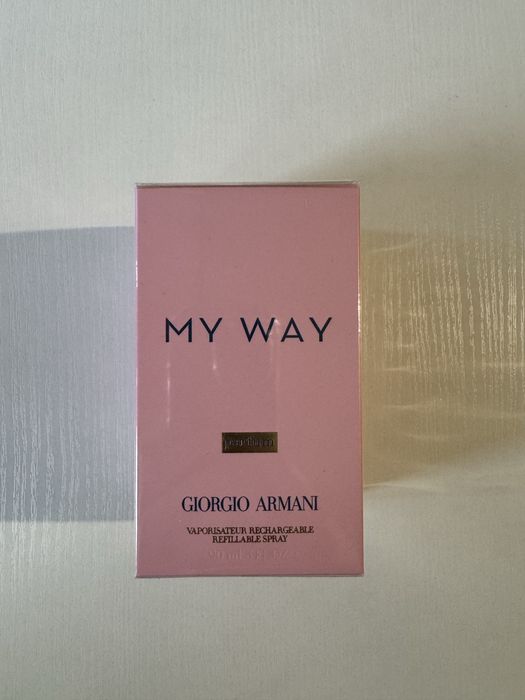 MY WAY
parfum
GIORGIO ARMANI
VAPORISATEUR RECHARGEABLE
REFILLABLE SPRAY